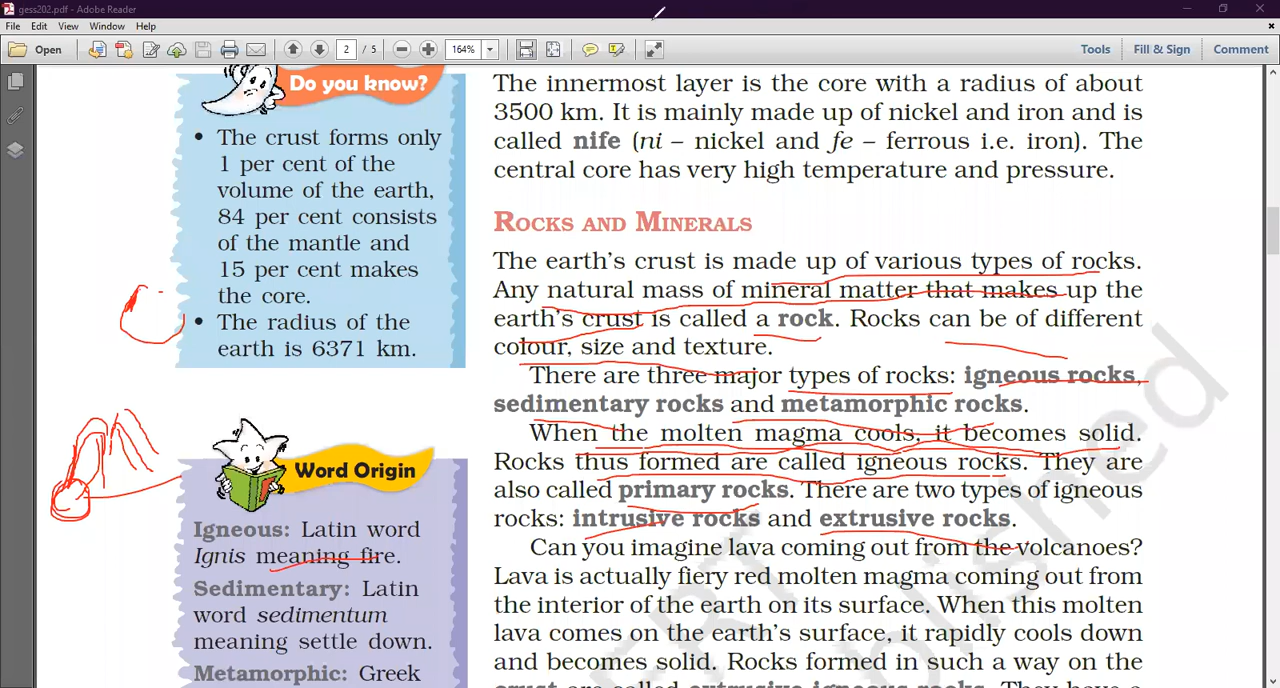 gess202.pdf - Adobe Reader
File Edit View Window Help
Open 2 / 5 164% Tools Fill & Sign Comment
Do you know?
• The crust forms only
1 per cent of the
volume of the earth,
84 per cent consists
of the mantle and
15 per cent makes
the core.
• The radius of the
earth is 6371 km.
Word Origin
Igneous: Latin word
Ignis meaning fire.
Sedimentary: Latin
word sedimentum
meaning settle down.
Metamorphic: Greek
The innermost layer is the core with a radius of about
3500 km. It is mainly made up of nickel and iron and is
called nife (ni – nickel and fe – ferrous i.e. iron). The
central core has very high temperature and pressure.
ROCKS AND MINERALS
The earth's crust is made up of various types of rocks.
Any natural mass of mineral matter that makes up the
earth's crust is called a rock. Rocks can be of different
colour, size and texture.
There are three major types of rocks: igneous rocks,
sedimentary rocks and metamorphic rocks.
When the molten magma cools, it becomes solid.
Rocks thus formed are called igneous rocks. They are
also called primary rocks. There are two types of igneous
rocks: intrusive rocks and extrusive rocks.
Can you imagine lava coming out from the volcanoes?
Lava is actually fiery red molten magma coming out from
the interior of the earth on its surface. When this molten
lava comes on the earth's surface, it rapidly cools down
and becomes solid. Rocks formed in such a way on the
crust are called extrusive igneous rocks. They have a